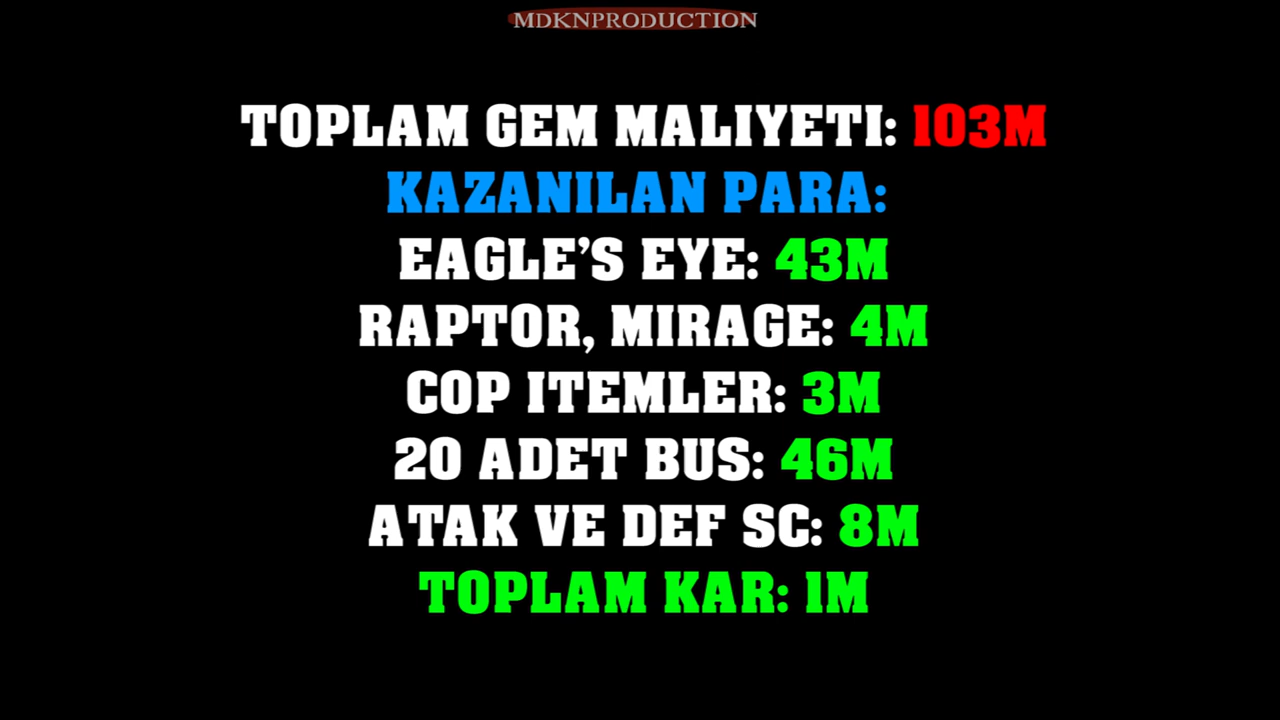 MDKNPRODUCTION
TOPLAM GEM MALIYETI: 103M
KAZANILAN PARA:
EAGLE’S EYE: 43M
RAPTOR, MIRAGE: 4M
COP ITEMLER: 3M
20 ADET BUS: 46M
ATAK VE DEF SC: 8M
TOPLAM KAR: 1M